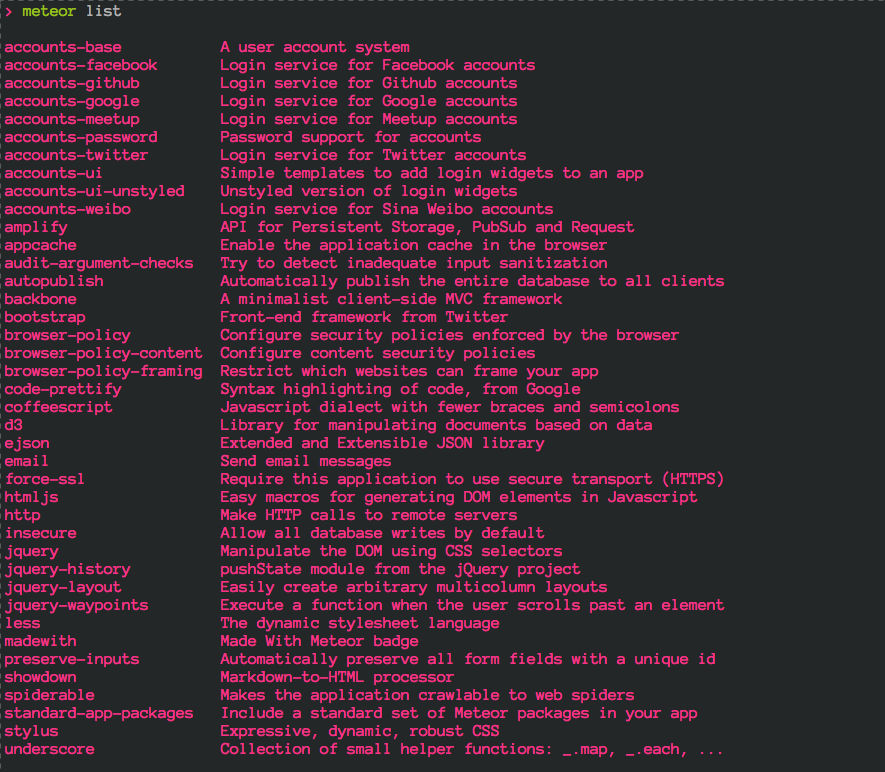 > meteor list
accounts-base A user account system
accounts-facebook Login service for Facebook accounts
accounts-github Login service for Github accounts
accounts-google Login service for Google accounts
accounts-meetup Login service for Meetup accounts
accounts-password Password support for accounts
accounts-twitter Login service for Twitter accounts
accounts-ui Simple templates to add login widgets to an app
accounts-ui-unstyled Unstyled version of login widgets
accounts-weibo Login service for Sina Weibo accounts
amplify API for Persistent Storage, PubSub and Request
appcache Enable the application cache in the browser
audit-argument-checks Try to detect inadequate input sanitization
autopublish Automatically publish the entire database to all clients
backbone A minimalist client-side MVC framework
bootstrap Front-end framework from Twitter
browser-policy Configure security policies enforced by the browser
browser-policy-content Configure content security policies
browser-policy-framing Restrict which websites can frame your app
code-prettify Syntax highlighting of code, from Google
coffeescript Javascript dialect with fewer braces and semicolons
d3 Library for manipulating documents based on data
ejson Extended and Extensible JSON library
email Send email messages
force-ssl Require this application to use secure transport (HTTPS)
htmljs Easy macros for generating DOM elements in Javascript
http Make HTTP calls to remote servers
insecure Allow all database writes by default
jquery Manipulate the DOM using CSS selectors
jquery-history pushState module from the jQuery project
jquery-layout Easily create arbitrary multicolumn layouts
jquery-waypoints Execute a function when the user scrolls past an element
less The dynamic stylesheet language
madewith Made With Meteor badge
preserve-inputs Automatically preserve all form fields with a unique id
showdown Markdown-to-HTML processor
spiderable Makes the application crawlable to web spiders
standard-app-packages Include a standard set of Meteor packages in your app
stylus Expressive, dynamic, robust CSS
underscore Collection of small helper functions: _.map, _.each, ...